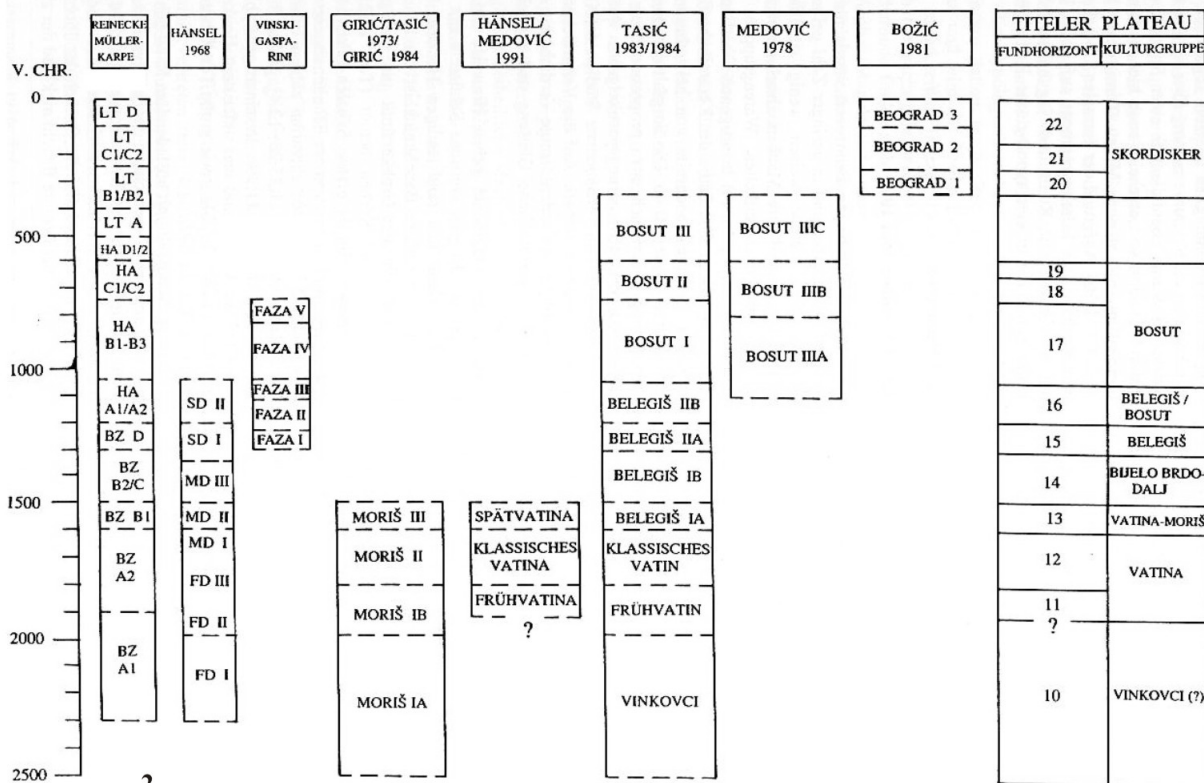 REINECKE
MÜLLER-
KARPE
HÄNSEL
1968
VINSKI-
GASPA-
RINI
GIRIĆ/TASIĆ
1973/
GIRIĆ 1984
HÄNSEL/
MEDOVIĆ
1991
TASIĆ
1983/1984
MEDOVIĆ
1978
BOŽIĆ
1981
TITELER PLATEAU
FUNDHORIZONT
KULTURGRUPPE
V. CHR.
0
500
1000
1500
2000
2500
LT D
LT
C1/C2
LT
B1/B2
LT A
HA D1/2
HA
C1/C2
HA
B1-B3
HA
A1/A2
BZ D
BZ
B2/C
BZ B1
BZ
A2
BZ
A1
?
SD II
SD I
MD III
MD II
MD I
FD III
FD II
FD I
FAZA V
FAZA IV
FAZA III
FAZA II
FAZA I
MORIŠ III
MORIŠ II
MORIŠ IB
MORIŠ IA
SPÄTVATINA
KLASSISCHES
VATINA
FRÜHVATINA
?
BOSUT III
BOSUT II
BOSUT I
BELEGIŠ IIB
BELEGIŠ IIA
BELEGIŠ IB
BELEGIŠ IA
KLASSISCHES
VATIN
FRÜHVATIN
VINKOVCI
BOSUT IIIC
BOSUT IIIB
BOSUT IIIA
BEOGRAD 3
BEOGRAD 2
BEOGRAD 1
22
21
20
19
18
17
16
15
14
13
12
11
?
10
SKORDISKER
BOSUT
BELEGIŠ /
BOSUT
BELEGIŠ
BIJELO BRDO-
DALJ
VATINA-MORIŠ
VATINA
VINKOVCI (?)